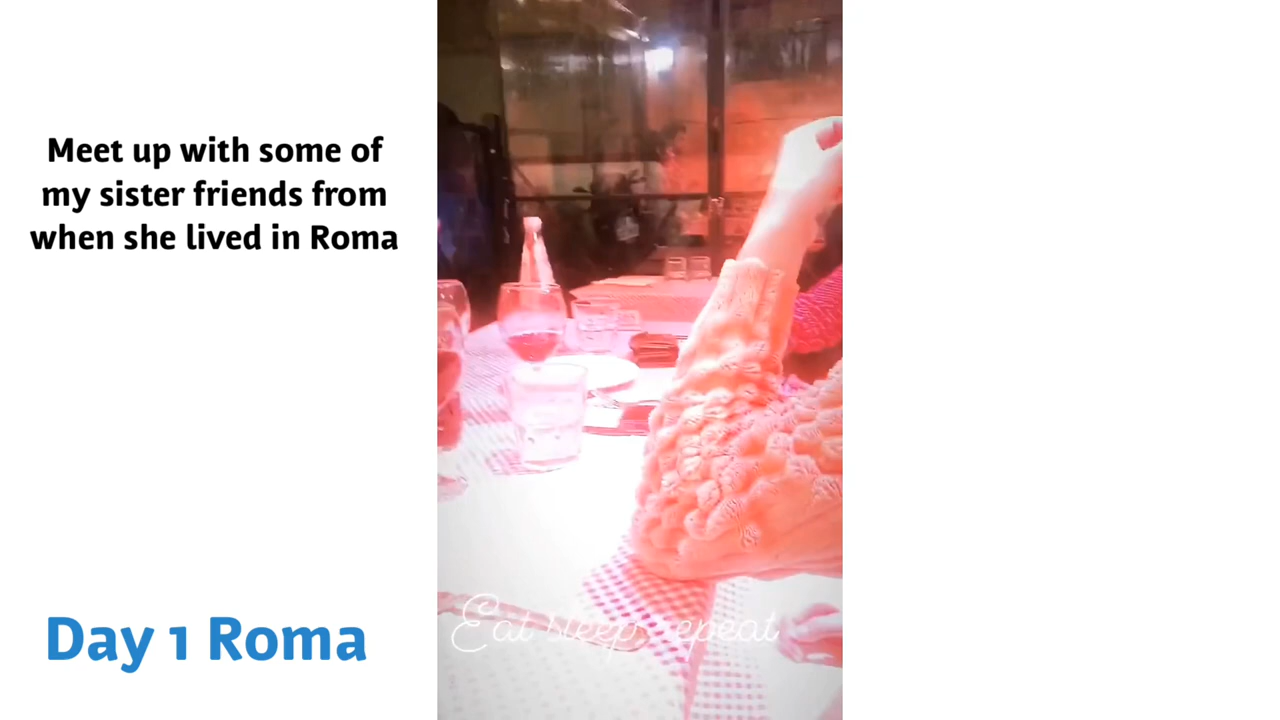 Meet up with some of
my sister friends from
when she lived in Roma
Eat sleep repeat
Day 1 Roma